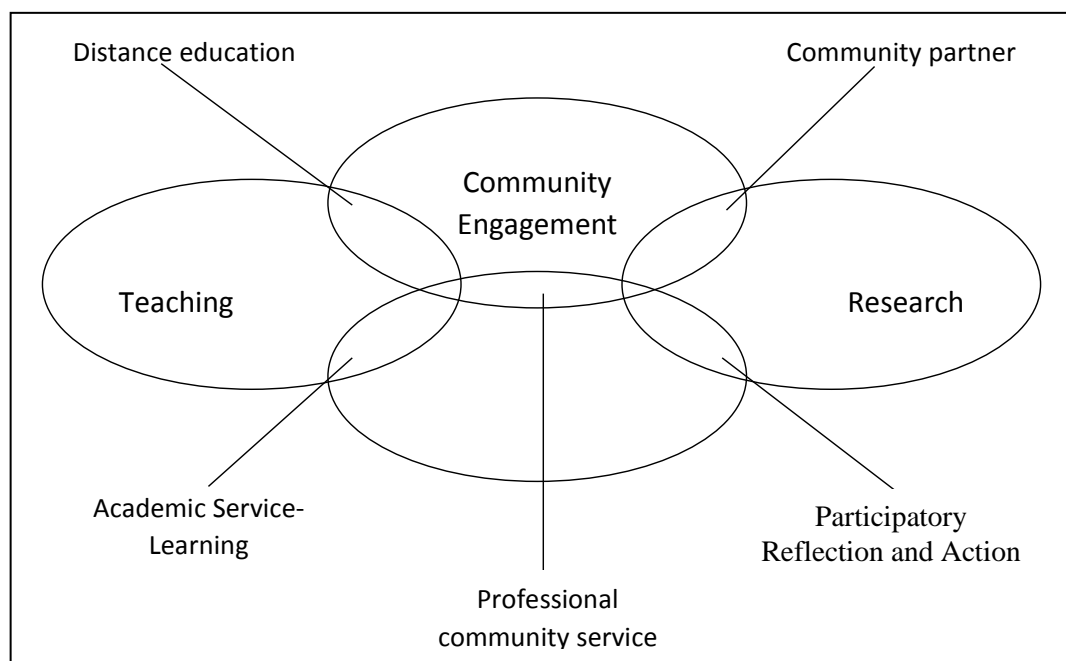 Distance education
Community partner
Community
Engagement
Teaching
Research
Academic Service-
Learning
Participatory
Reflection and Action
Professional
community service